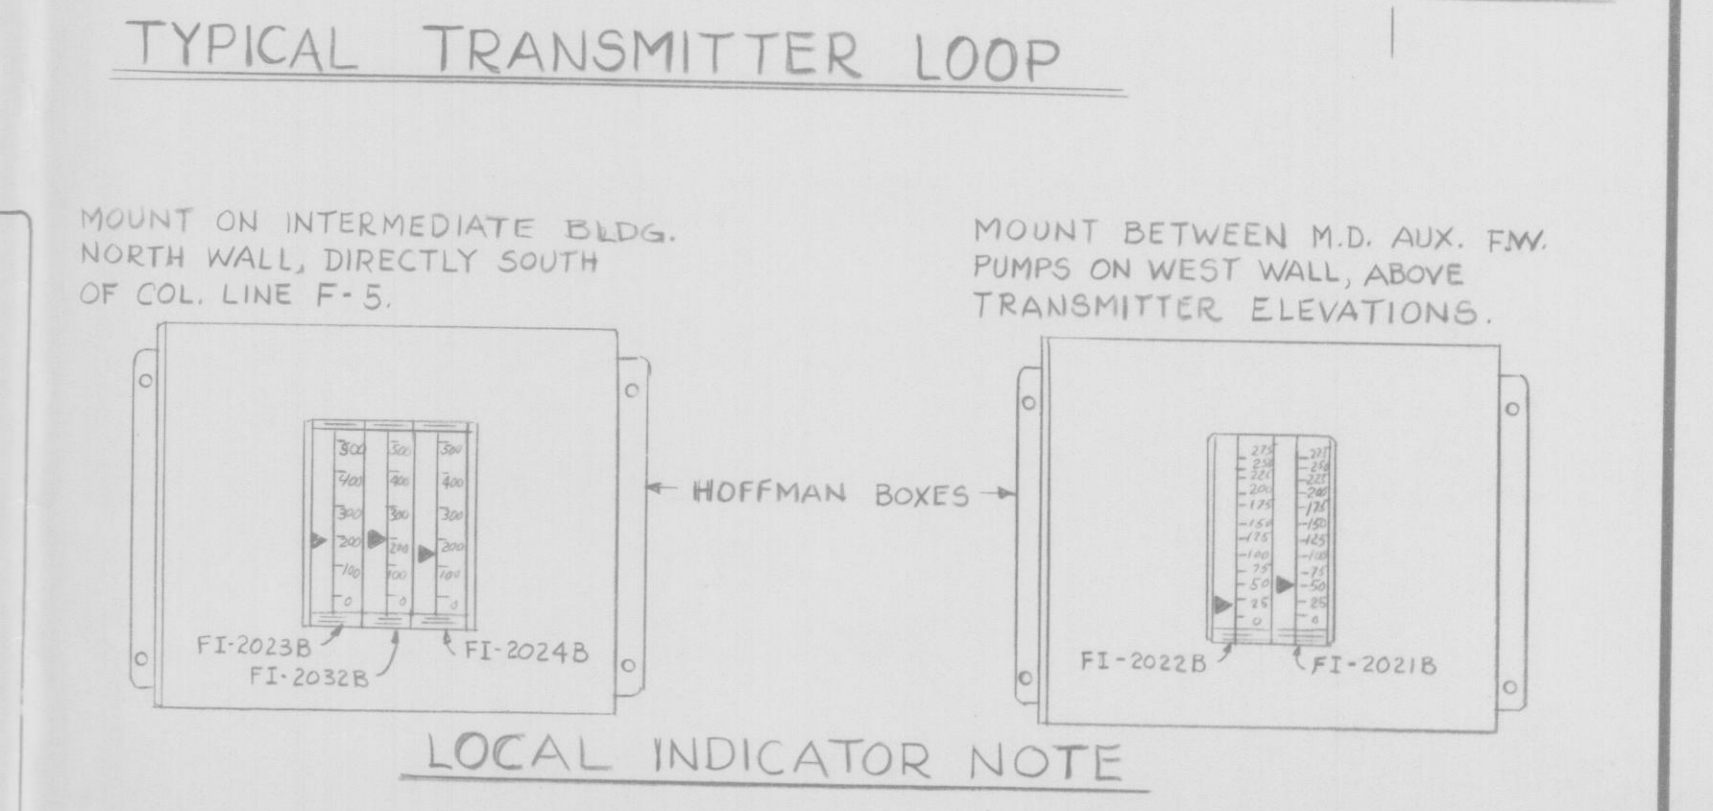 TYPICAL TRANSMITTER LOOP
MOUNT ON INTERMEDIATE BLDG.
NORTH WALL, DIRECTLY SOUTH
OF COL. LINE F-5.
MOUNT BETWEEN M.D. AUX. F.W.
PUMPS ON WEST WALL, ABOVE
TRANSMITTER ELEVATIONS.
500 500 500
400 400 400
300 300 300
200 200 200
100 100 100
0 0 0
FI-2023B
FI-2032B
FI-2024B
HOFFMAN BOXES
275 275
250 250
225 225
200 200
175 175
150 150
125 125
100 100
75 75
50 50
25 25
0 0
FI-2022B
FI-2021B
LOCAL INDICATOR NOTE